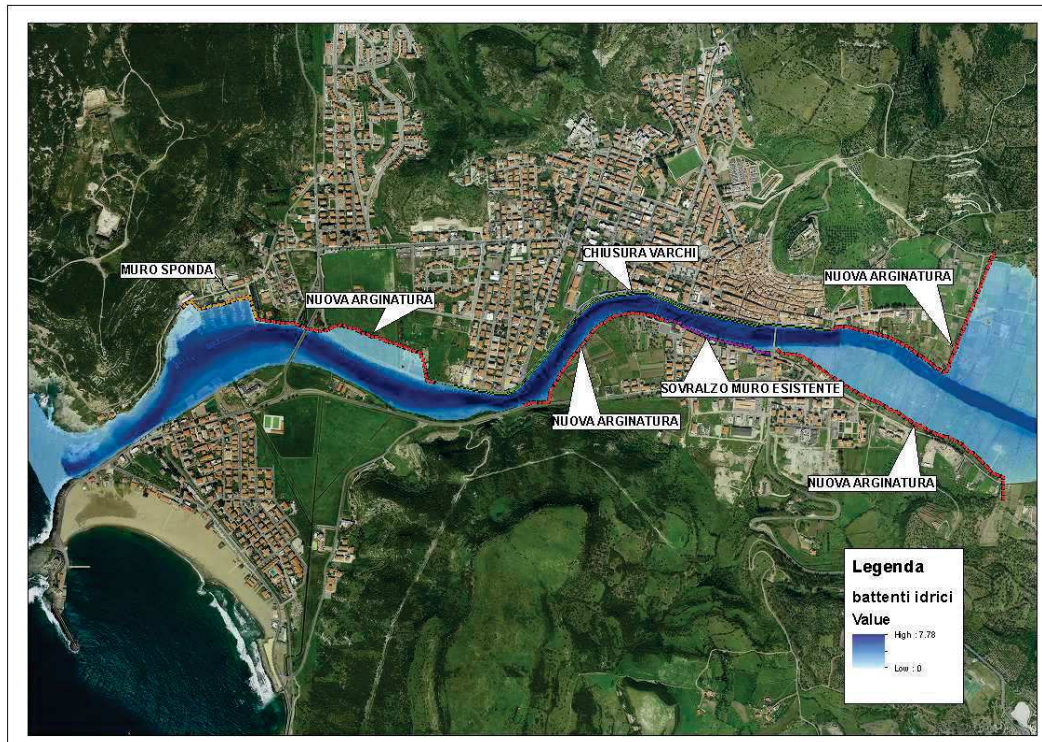 CHIUSURA VARCHI
MURO SPONDA
NUOVA ARGINATURA
NUOVA ARGINATURA
SOVRALZO MURO ESISTENTE
NUOVA ARGINATURA
NUOVA ARGINATURA
Legenda
battenti idrici
Value
High : 7.78
Low : 0